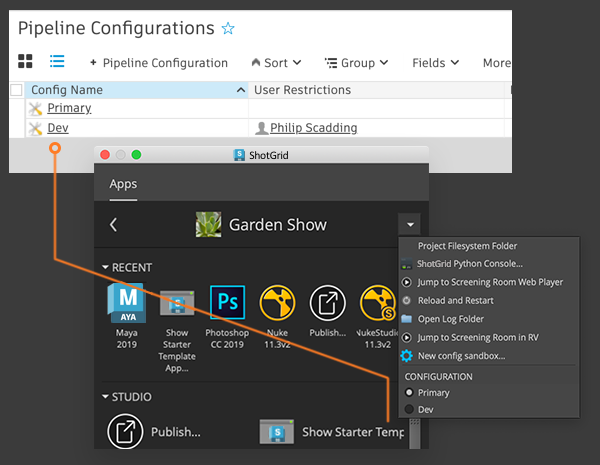 Pipeline Configurations
+ Pipeline Configuration Sort Group Fields More
Config Name User Restrictions
Primary
Dev Philip Scadding
ShotGrid
Apps
Garden Show
RECENT
AYA
Maya 2019
Show Starter Template App...
Ps
Photoshop CC 2019
Nuke 11.3v2
Publish...
NukeStudio 11.3v2
STUDIO
Publish...
Show Starter Temp
Project Filesystem Folder
ShotGrid Python Console...
Jump to Screening Room Web Player
Reload and Restart
Open Log Folder
Jump to Screening Room in RV
New config sandbox...
CONFIGURATION
Primary
Dev